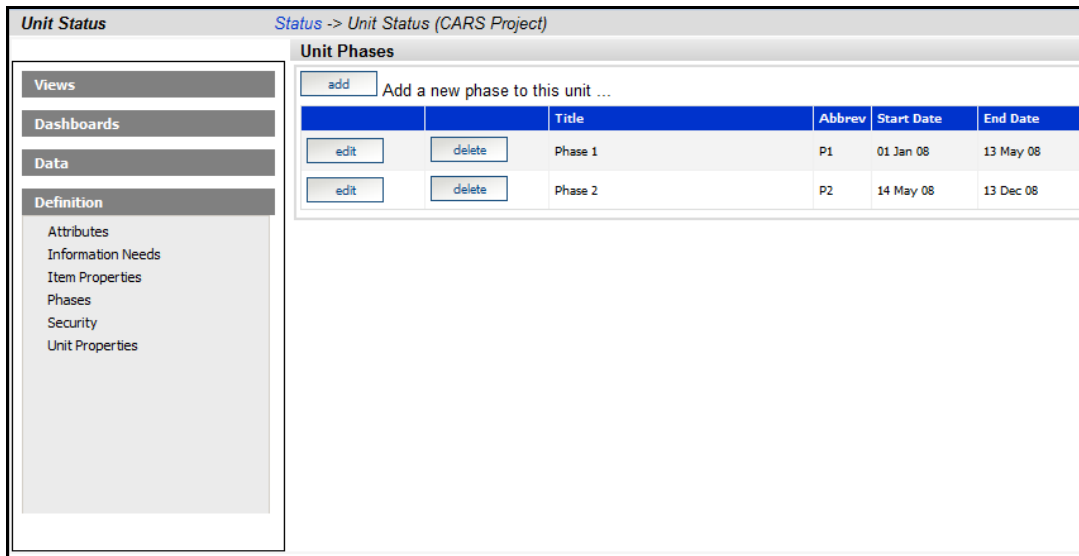 Unit Status
Status -> Unit Status (CARS Project)
Unit Phases
Views
Dashboards
Data
Definition
Attributes
Information Needs
Item Properties
Phases
Security
Unit Properties
add Add a new phase to this unit ...
Title Abbrev Start Date End Date
edit delete Phase 1 P1 01 Jan 08 13 May 08
edit delete Phase 2 P2 14 May 08 13 Dec 08